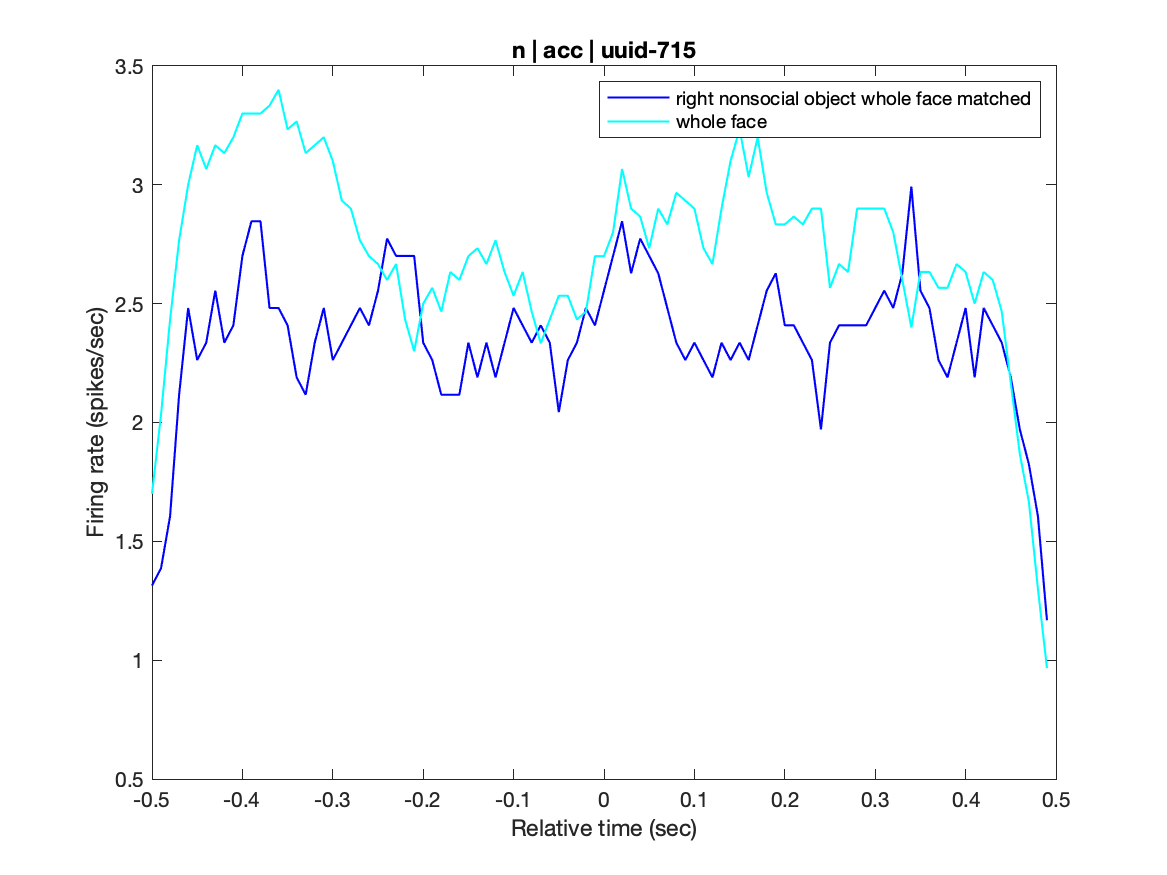 n | acc | uuid-715
right nonsocial object whole face matched
whole face
Firing rate (spikes/sec)
3.5
3
2.5
2
1.5
1
0.5
-0.5 -0.4 -0.3 -0.2 -0.1 0 0.1 0.2 0.3 0.4 0.5
Relative time (sec)